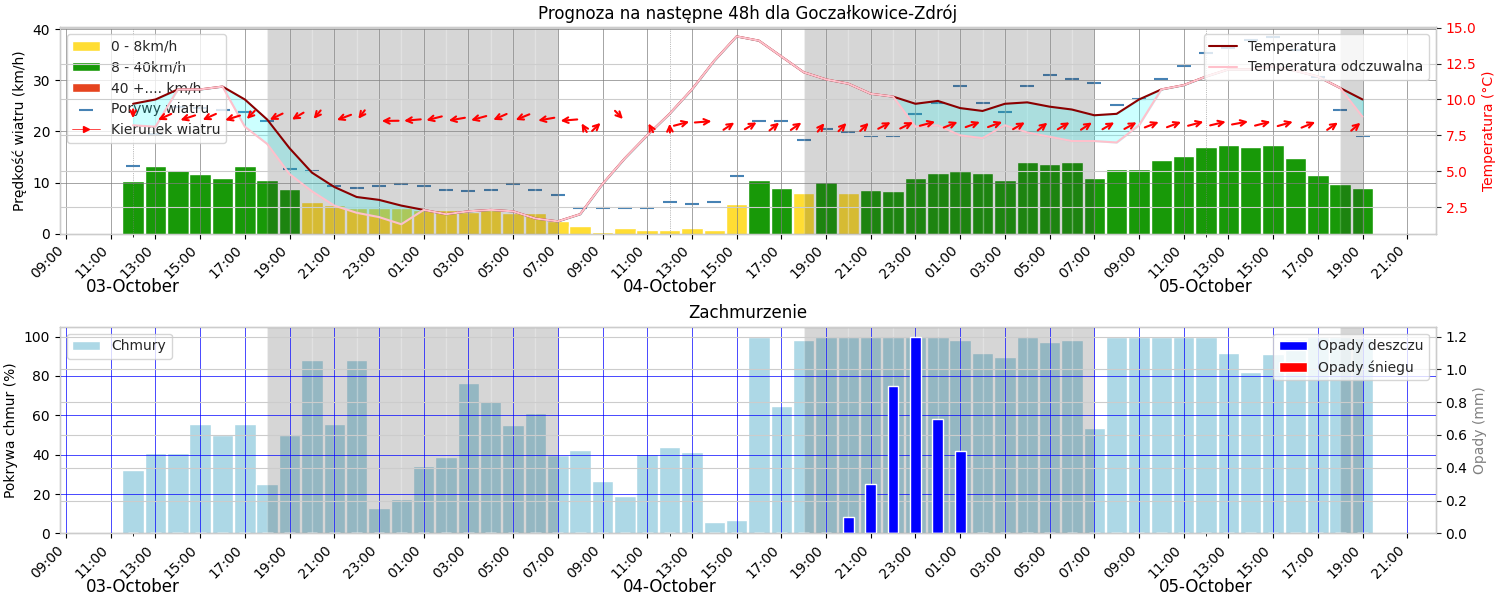 Prognoza na następne 48h dla Goczałkowice-Zdrój
Prędkość wiatru (km/h)
40
30
20
10
0
0 - 8km/h
8 - 40km/h
40 +.... km/h
Porywy wiatru
Kierunek wiatru
Temperatura
Temperatura odczuwalna
15.0
12.5
10.0
7.5
5.0
2.5
Temperatura (°C)
09:00 11:00 13:00 15:00 17:00 19:00 21:00 23:00 01:00 03:00 05:00 07:00 09:00 11:00 13:00 15:00 17:00 19:00 21:00 23:00 01:00 03:00 05:00 07:00 09:00 11:00 13:00 15:00 17:00 19:00 21:00
03-October 04-October 05-October
Zachmurzenie
Pokrywa chmur (%)
100
80
60
40
20
0
Chmury
Opady deszczu
Opady śniegu
1.2
1.0
0.8
0.6
0.4
0.2
0.0
Opady (mm)
09:00 11:00 13:00 15:00 17:00 19:00 21:00 23:00 01:00 03:00 05:00 07:00 09:00 11:00 13:00 15:00 17:00 19:00 21:00 23:00 01:00 03:00 05:00 07:00 09:00 11:00 13:00 15:00 17:00 19:00 21:00
03-October 04-October 05-October